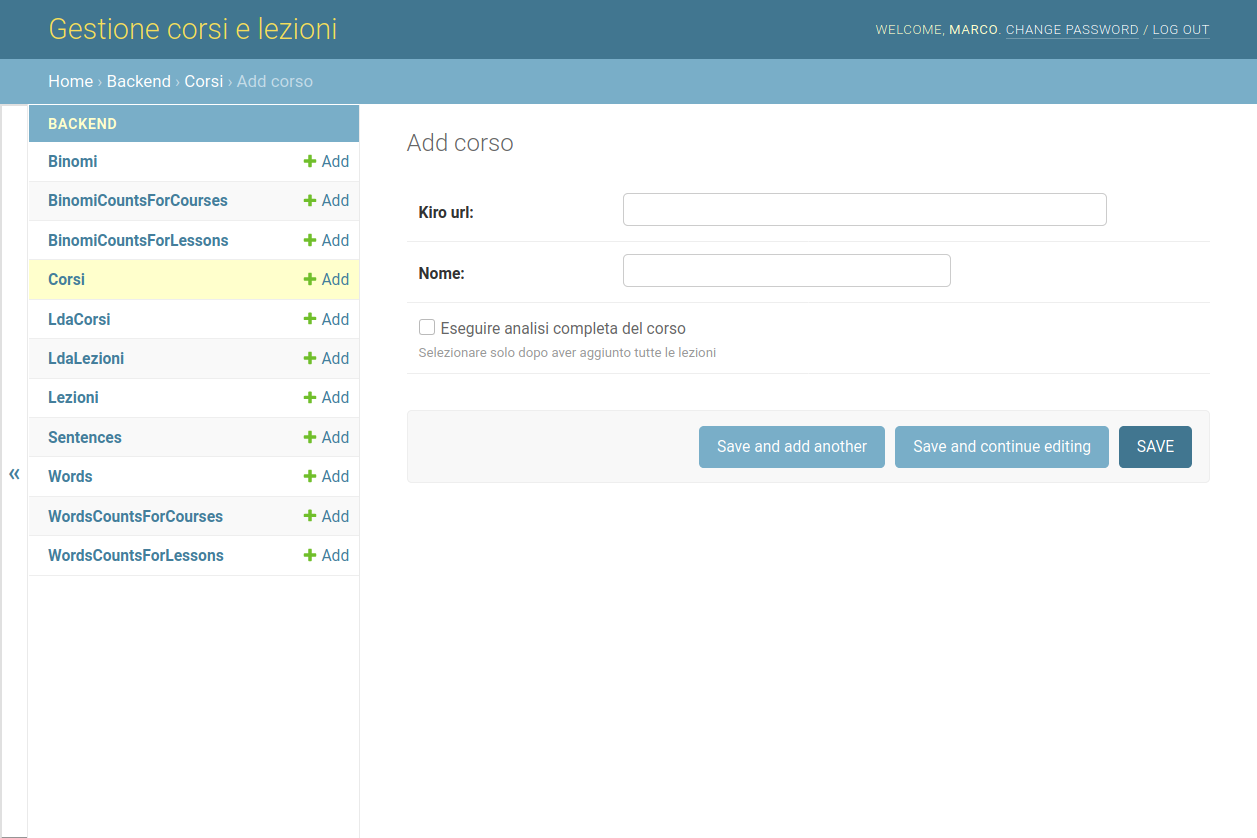 Gestione corsi e lezioni
WELCOME, MARCO. CHANGE PASSWORD / LOG OUT
Home › Backend › Corsi › Add corso
BACKEND
Binomi Add
BinomiCountsForCourses Add
BinomiCountsForLessons Add
Corsi Add
LdaCorsi Add
LdaLezioni Add
Lezioni Add
Sentences Add
Words Add
WordsCountsForCourses Add
WordsCountsForLessons Add
«
Add corso
Kiro url:
Nome:
Eseguire analisi completa del corso
Selezionare solo dopo aver aggiunto tutte le lezioni
Save and add another Save and continue editing SAVE